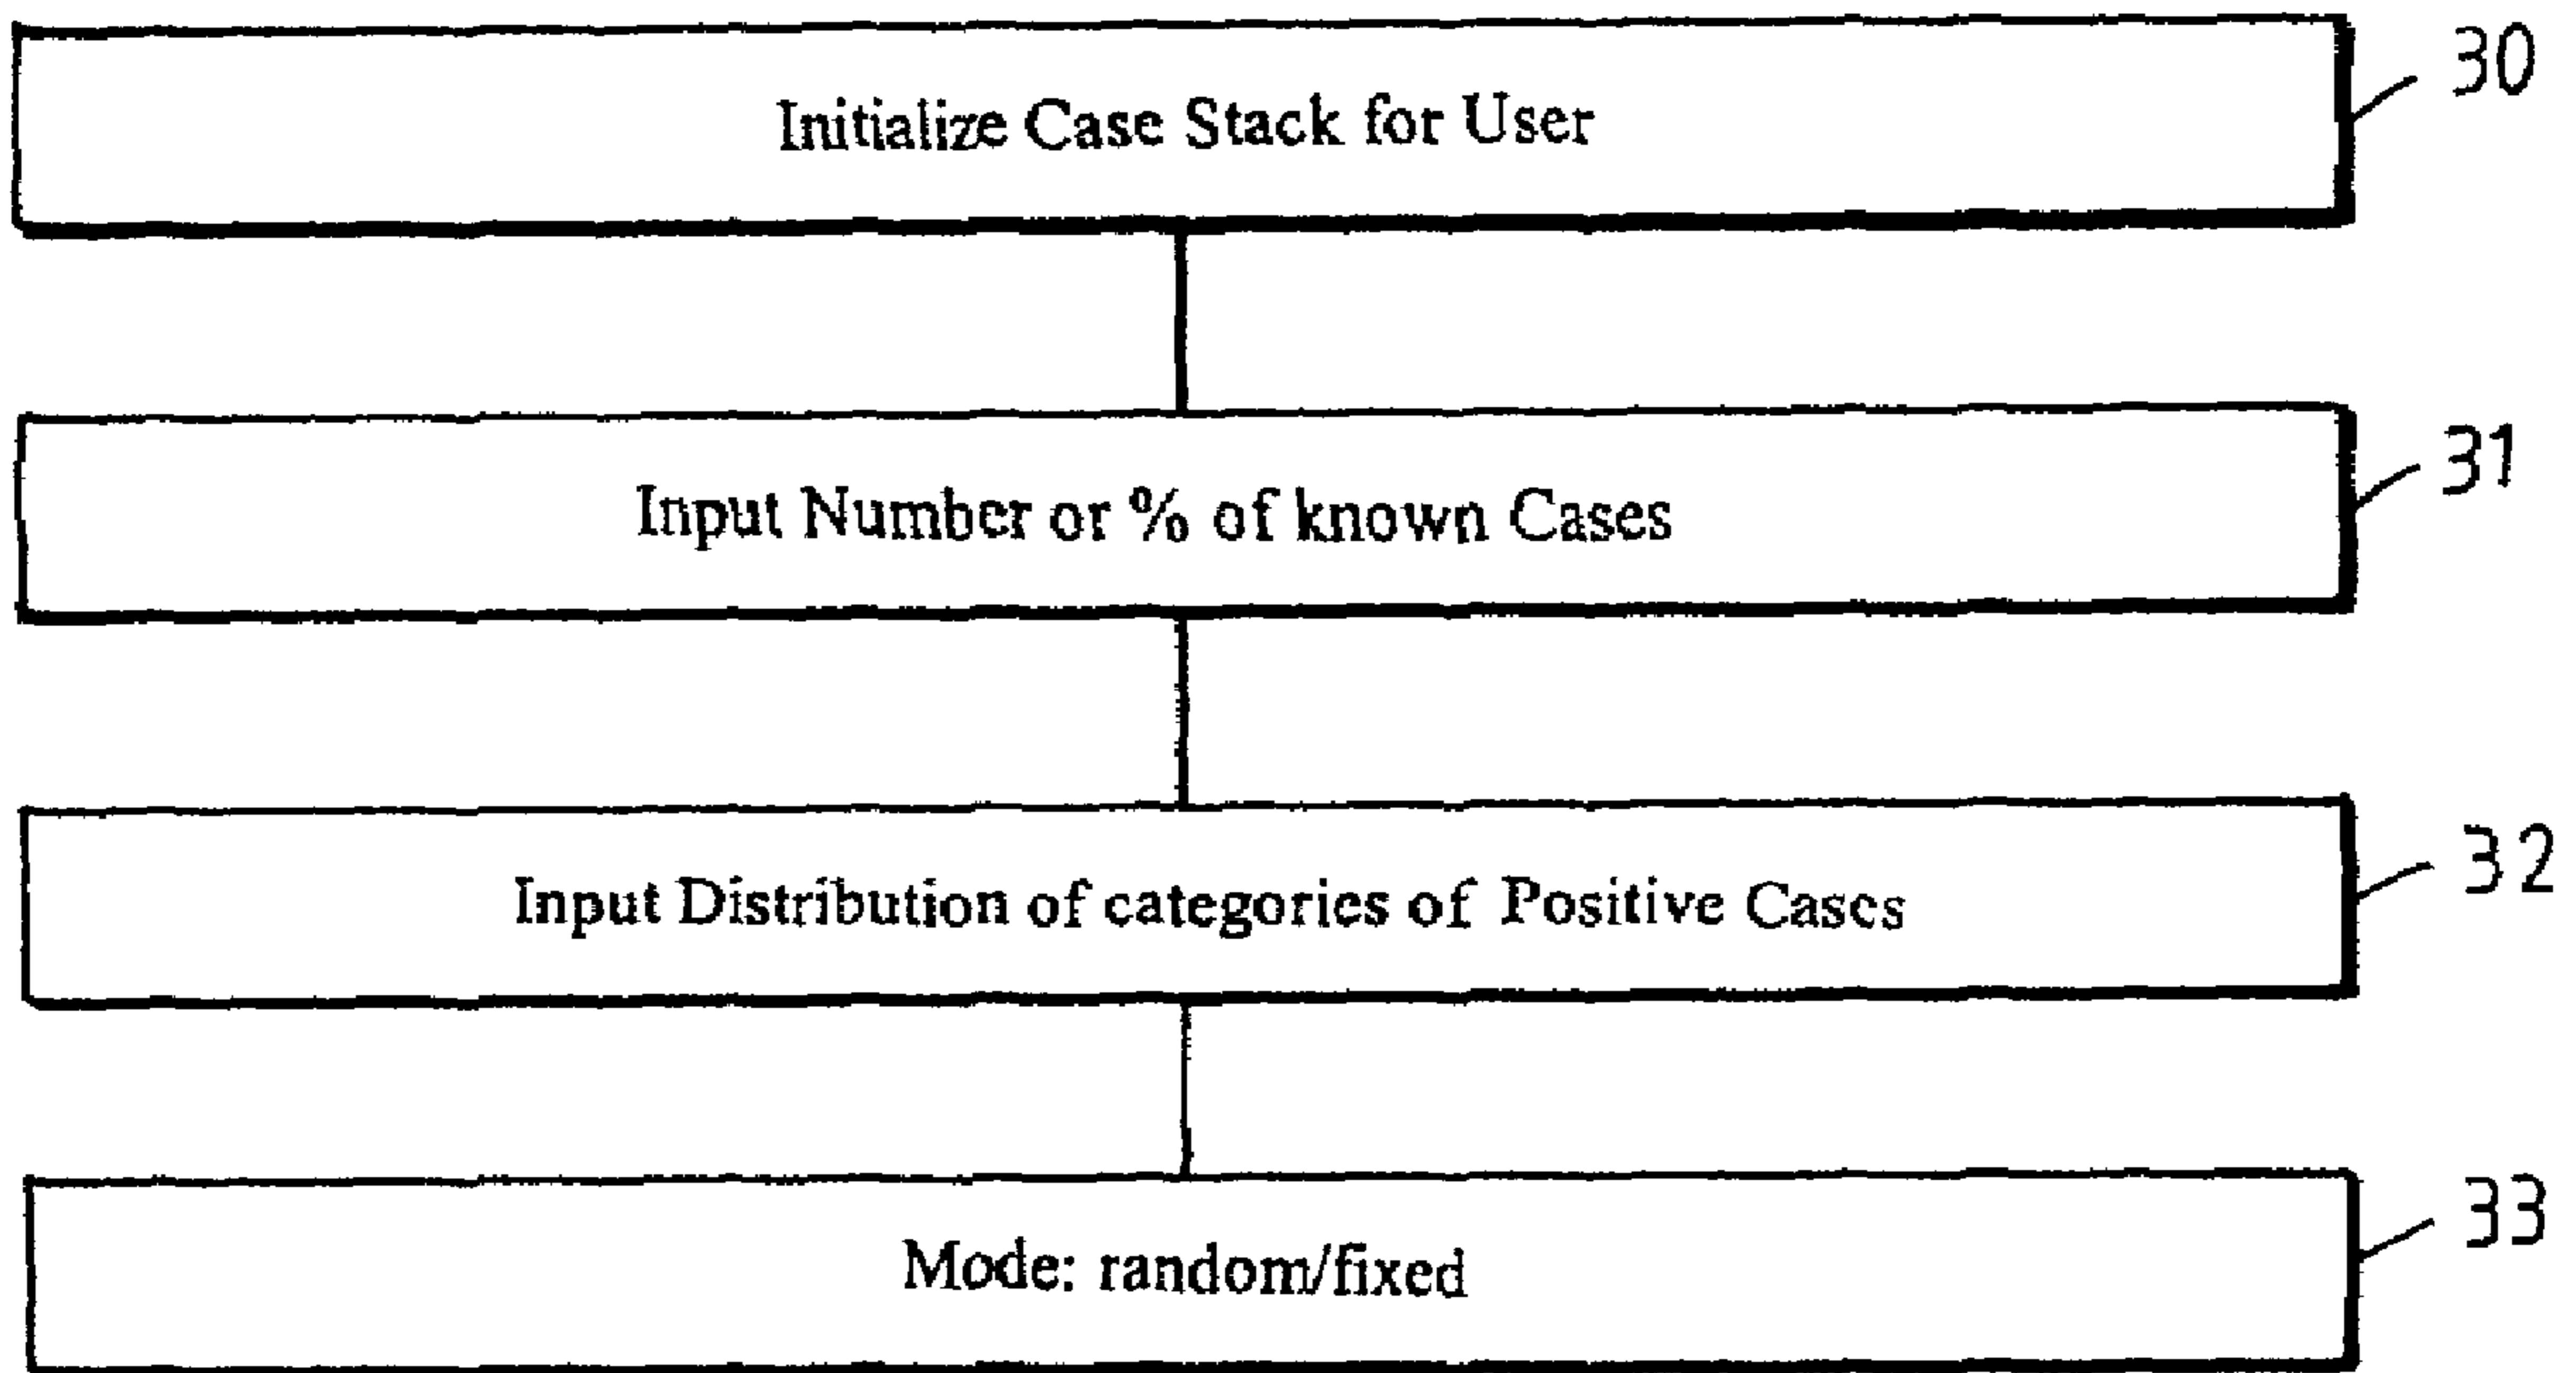 Initialize Case Stack for User
30
Input Number or % of known Cases
31
Input Distribution of categories of Positive Cases
32
Mode: random/fixed
33